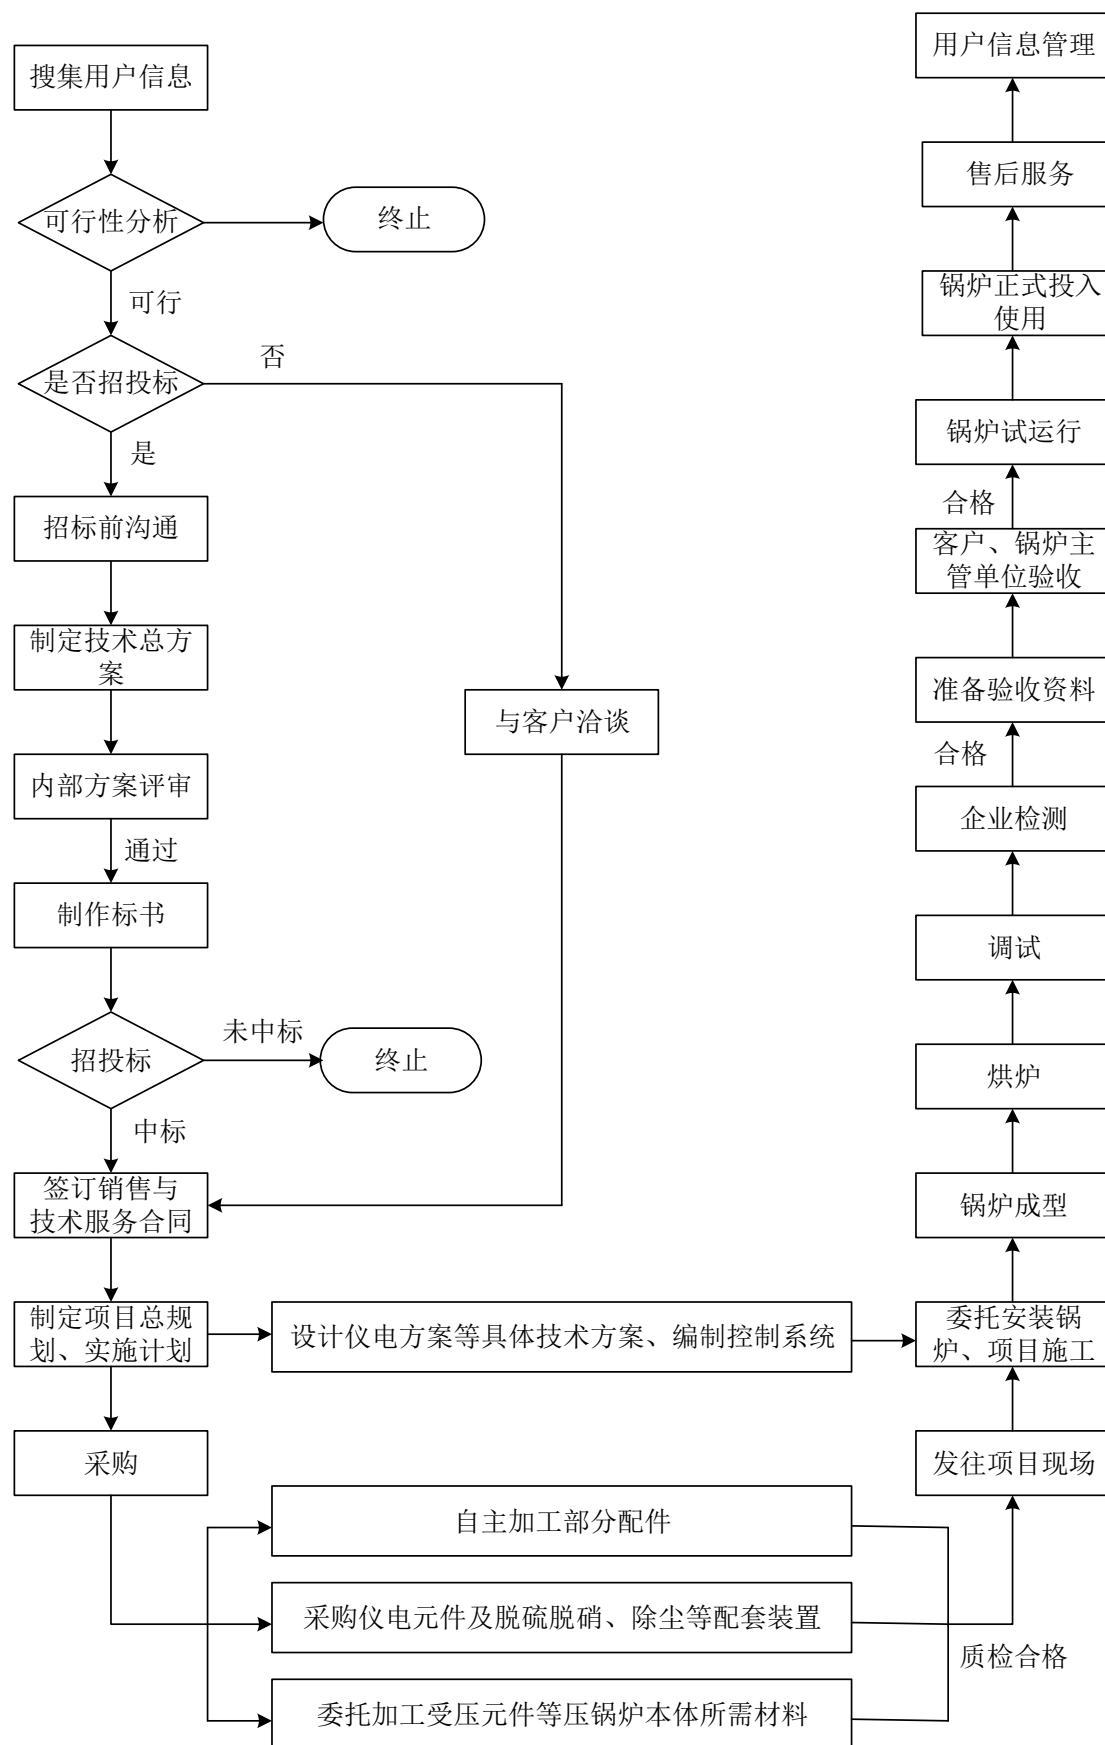 搜集用户信息
可行性分析
终止
可行
是否招投标
否
是
招标前沟通
制定技术总方
案
与客户洽谈
内部方案评审
通过
制作标书
招投标
未中标
终止
中标
签订销售与
技术服务合同
制定项目总规
划、实施计划
设计仪电方案等具体技术方案、编制控制系统
采购
自主加工部分配件
采购仪电元件及脱硫脱硝、除尘等配套装置
委托加工受压元件等压锅炉本体所需材料
质检合格
发往项目现场
委托安装锅
炉、项目施工
锅炉成型
烘炉
调试
企业检测
合格
准备验收资料
客户、锅炉主
管单位验收
合格
锅炉试运行
锅炉正式投入
使用
售后服务
用户信息管理